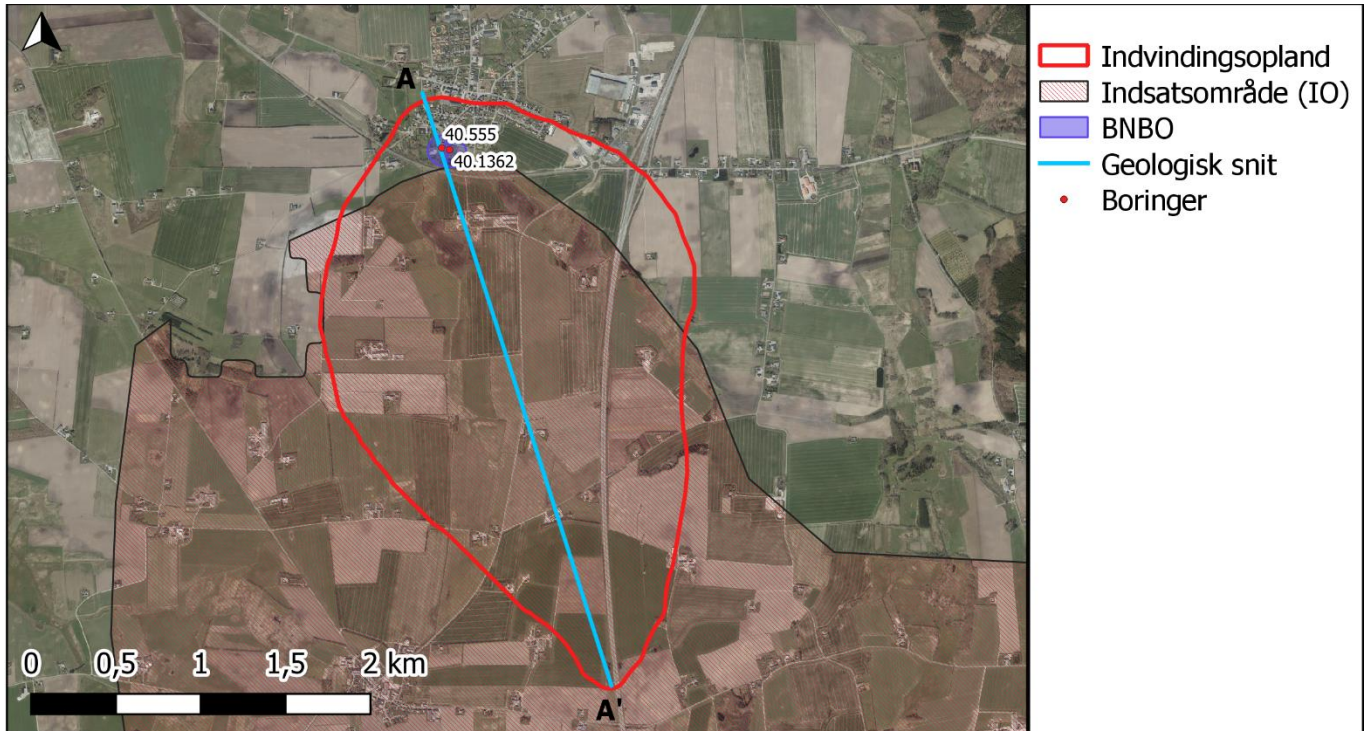 A
40.555
40.1362
0 0,5 1 1,5 2 km
A'
Indvindingsopland
Indsatsområde (IO)
BNBO
Geologisk snit
Boringer